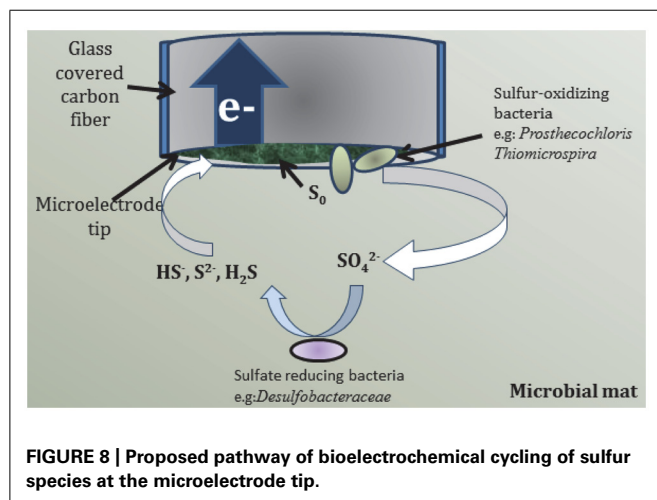 Glass
covered
carbon
fiber
e-
Sulfur-oxidizing
bacteria
e.g: Prosthecochloris
Thiomicrospira
Microelectrode
tip
S₀
HS⁻, S²⁻, H₂S
SO₄²⁻
Sulfate reducing bacteria
e.g:Desulfobacteraceae
Microbial mat
FIGURE 8 | Proposed pathway of bioelectrochemical cycling of sulfur
species at the microelectrode tip.